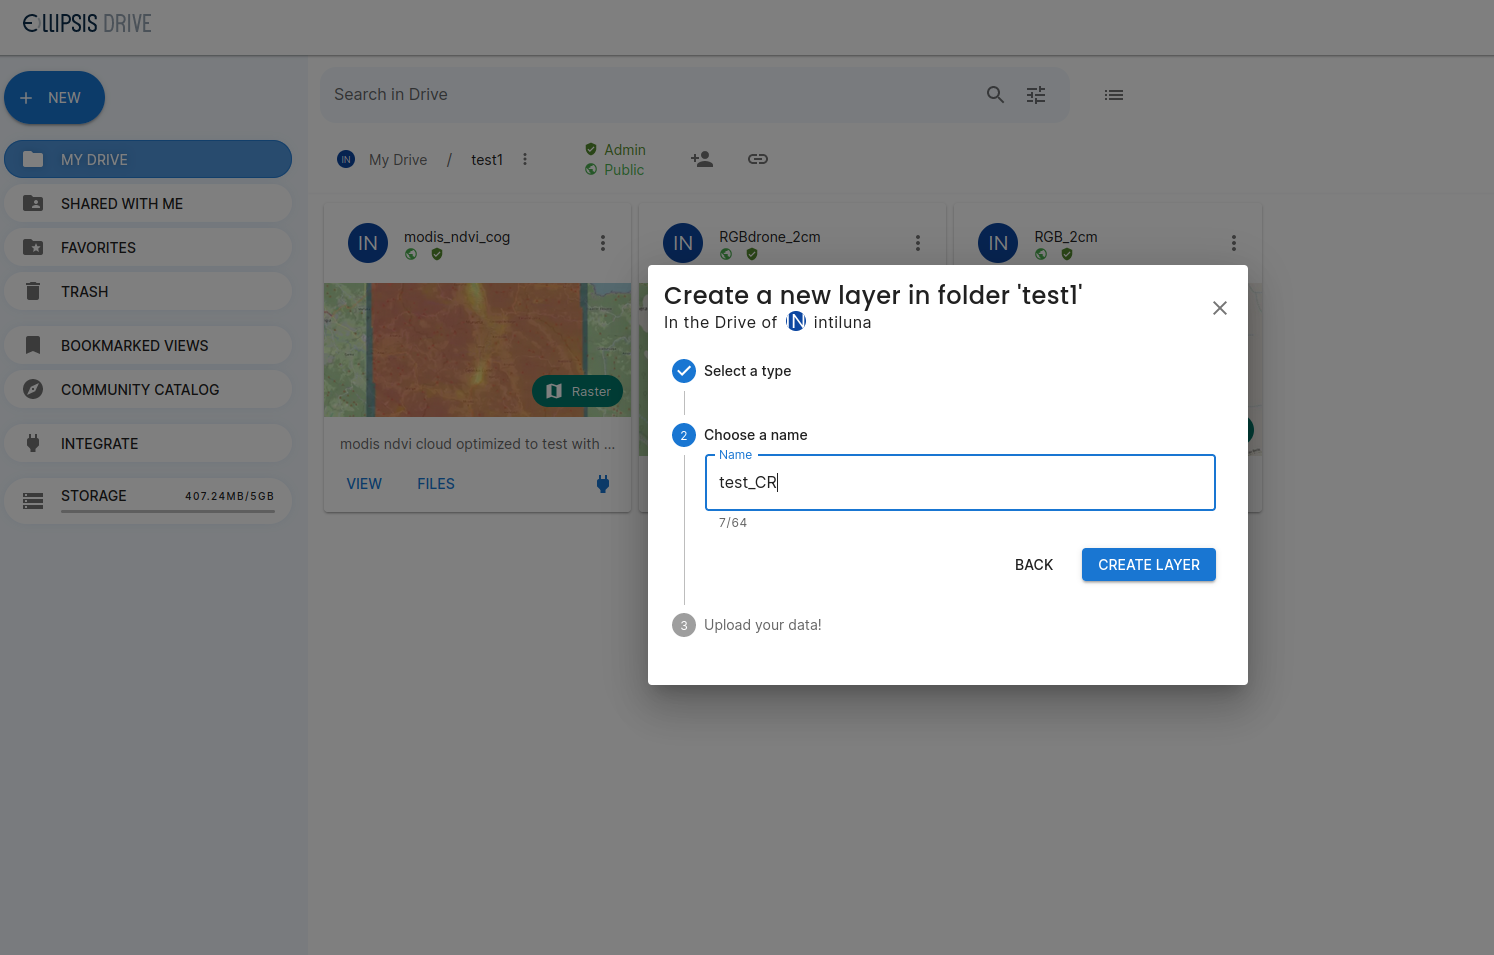 ELLIPSIS DRIVE
NEW
MY DRIVE
SHARED WITH ME
FAVORITES
TRASH
BOOKMARKED VIEWS
COMMUNITY CATALOG
INTEGRATE
STORAGE 407.24MB/5GB
Search in Drive
IN My Drive / test1
Admin
Public
IN modis_ndvi_cog
Raster
modis ndvi cloud optimized to test with ...
VIEW FILES
IN RGBdrone_2cm
IN RGB_2cm
Create a new layer in folder 'test1'
In the Drive of IN intiluna
Select a type
2 Choose a name
Name
test_CR
7/64
BACK CREATE LAYER
3 Upload your data!